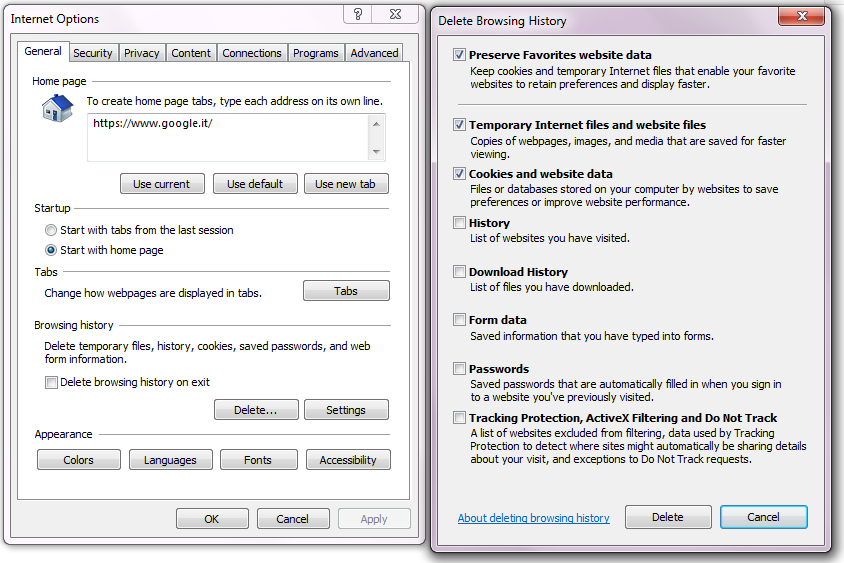 Internet Options
General Security Privacy Content Connections Programs Advanced
Home page
To create home page tabs, type each address on its own line.
https://www.google.it/
Use current Use default Use new tab
Startup
Start with tabs from the last session
Start with home page
Tabs
Change how webpages are displayed in tabs.
Tabs
Browsing history
Delete temporary files, history, cookies, saved passwords, and web
form information.
Delete browsing history on exit
Delete... Settings
Appearance
Colors Languages Fonts Accessibility
OK Cancel Apply
Delete Browsing History
Preserve Favorites website data
Keep cookies and temporary Internet files that enable your favorite
websites to retain preferences and display faster.
Temporary Internet files and website files
Copies of webpages, images, and media that are saved for faster
viewing.
Cookies and website data
Files or databases stored on your computer by websites to save
preferences or improve website performance.
History
List of websites you have visited.
Download History
List of files you have downloaded.
Form data
Saved information that you have typed into forms.
Passwords
Saved passwords that are automatically filled in when you sign in
to a website you've previously visited.
Tracking Protection, ActiveX Filtering and Do Not Track
A list of websites excluded from filtering, data used by Tracking
Protection to detect where sites might automatically be sharing details
about your visit, and exceptions to Do Not Track requests.
About deleting browsing history Delete Cancel